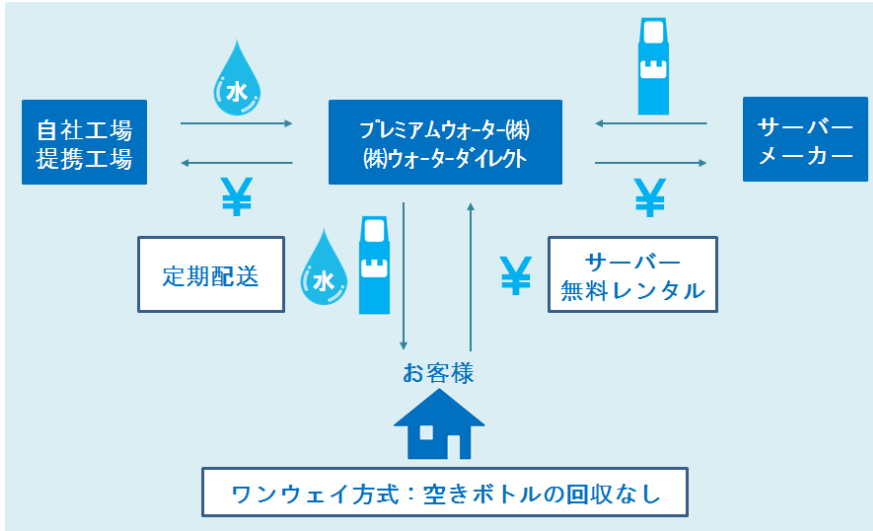 水
自社工場
提携工場
プレミアムウォーター㈱
㈱ウォーターダイレクト
サーバー
メーカー
¥
¥
定期配送
水
¥
サーバー
無料レンタル
お客様
ワンウェイ方式：空きボトルの回収なし